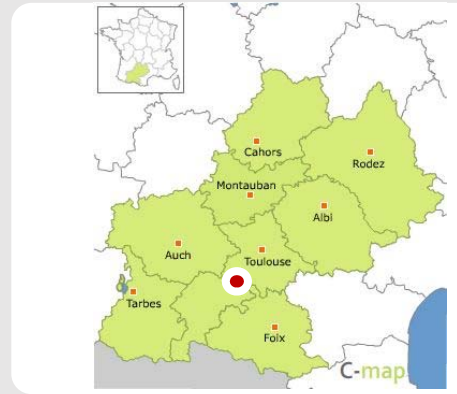 Cahors
Rodez
Montauban
Albi
Auch
Toulouse
Tarbes
Foix
C-map